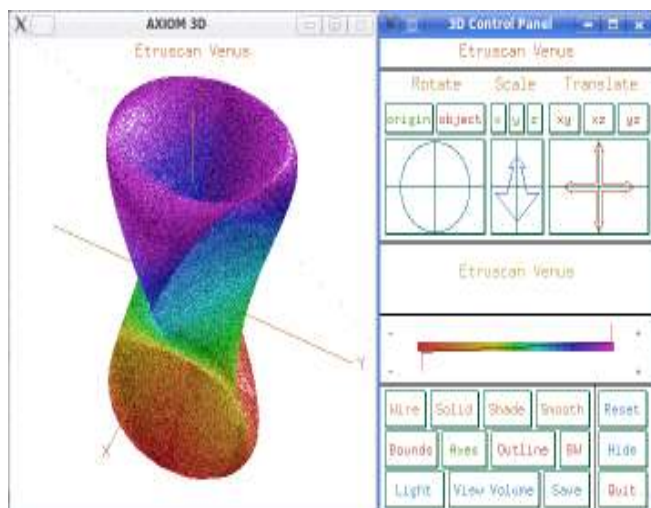 AXIOM 3D
Etruscan Venus
Y
X
3D Control Panel
Etruscan Venus
Rotate Scale Translate
origin object x y z xy xz yz
Etruscan Venus
- +
- +
Wire Solid Shade Smooth Reset
Bounds Axes Outline BW Hide
Light View Volume Save Quit